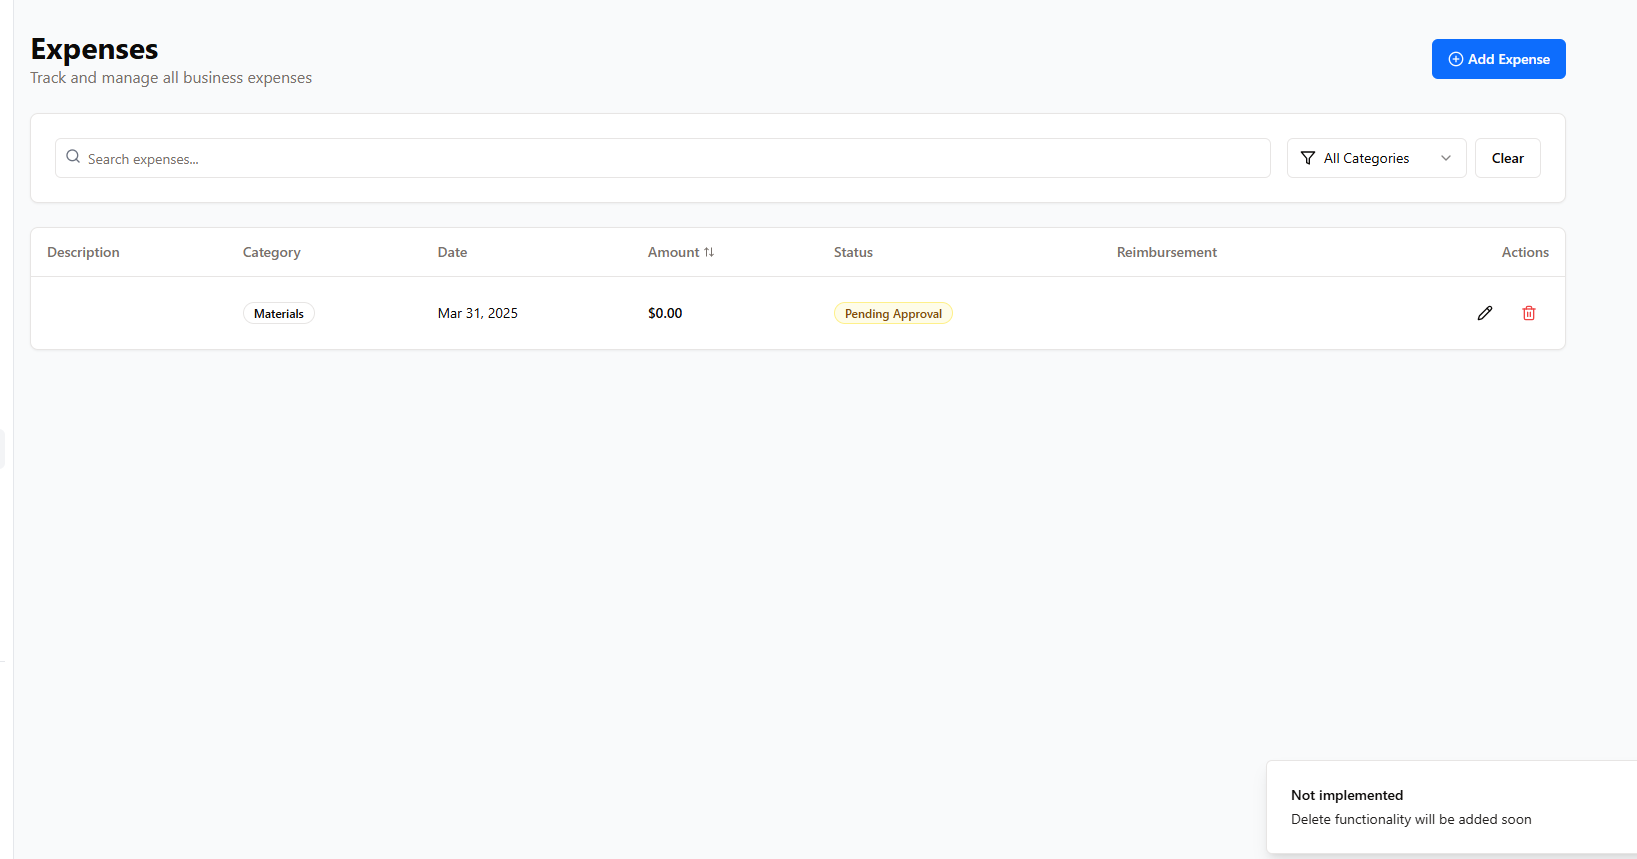 Expenses
Track and manage all business expenses
Add Expense
Search expenses...
All Categories
Clear
Description Category Date Amount Status Reimbursement Actions
Materials Mar 31, 2025 $0.00 Pending Approval
Not implemented
Delete functionality will be added soon